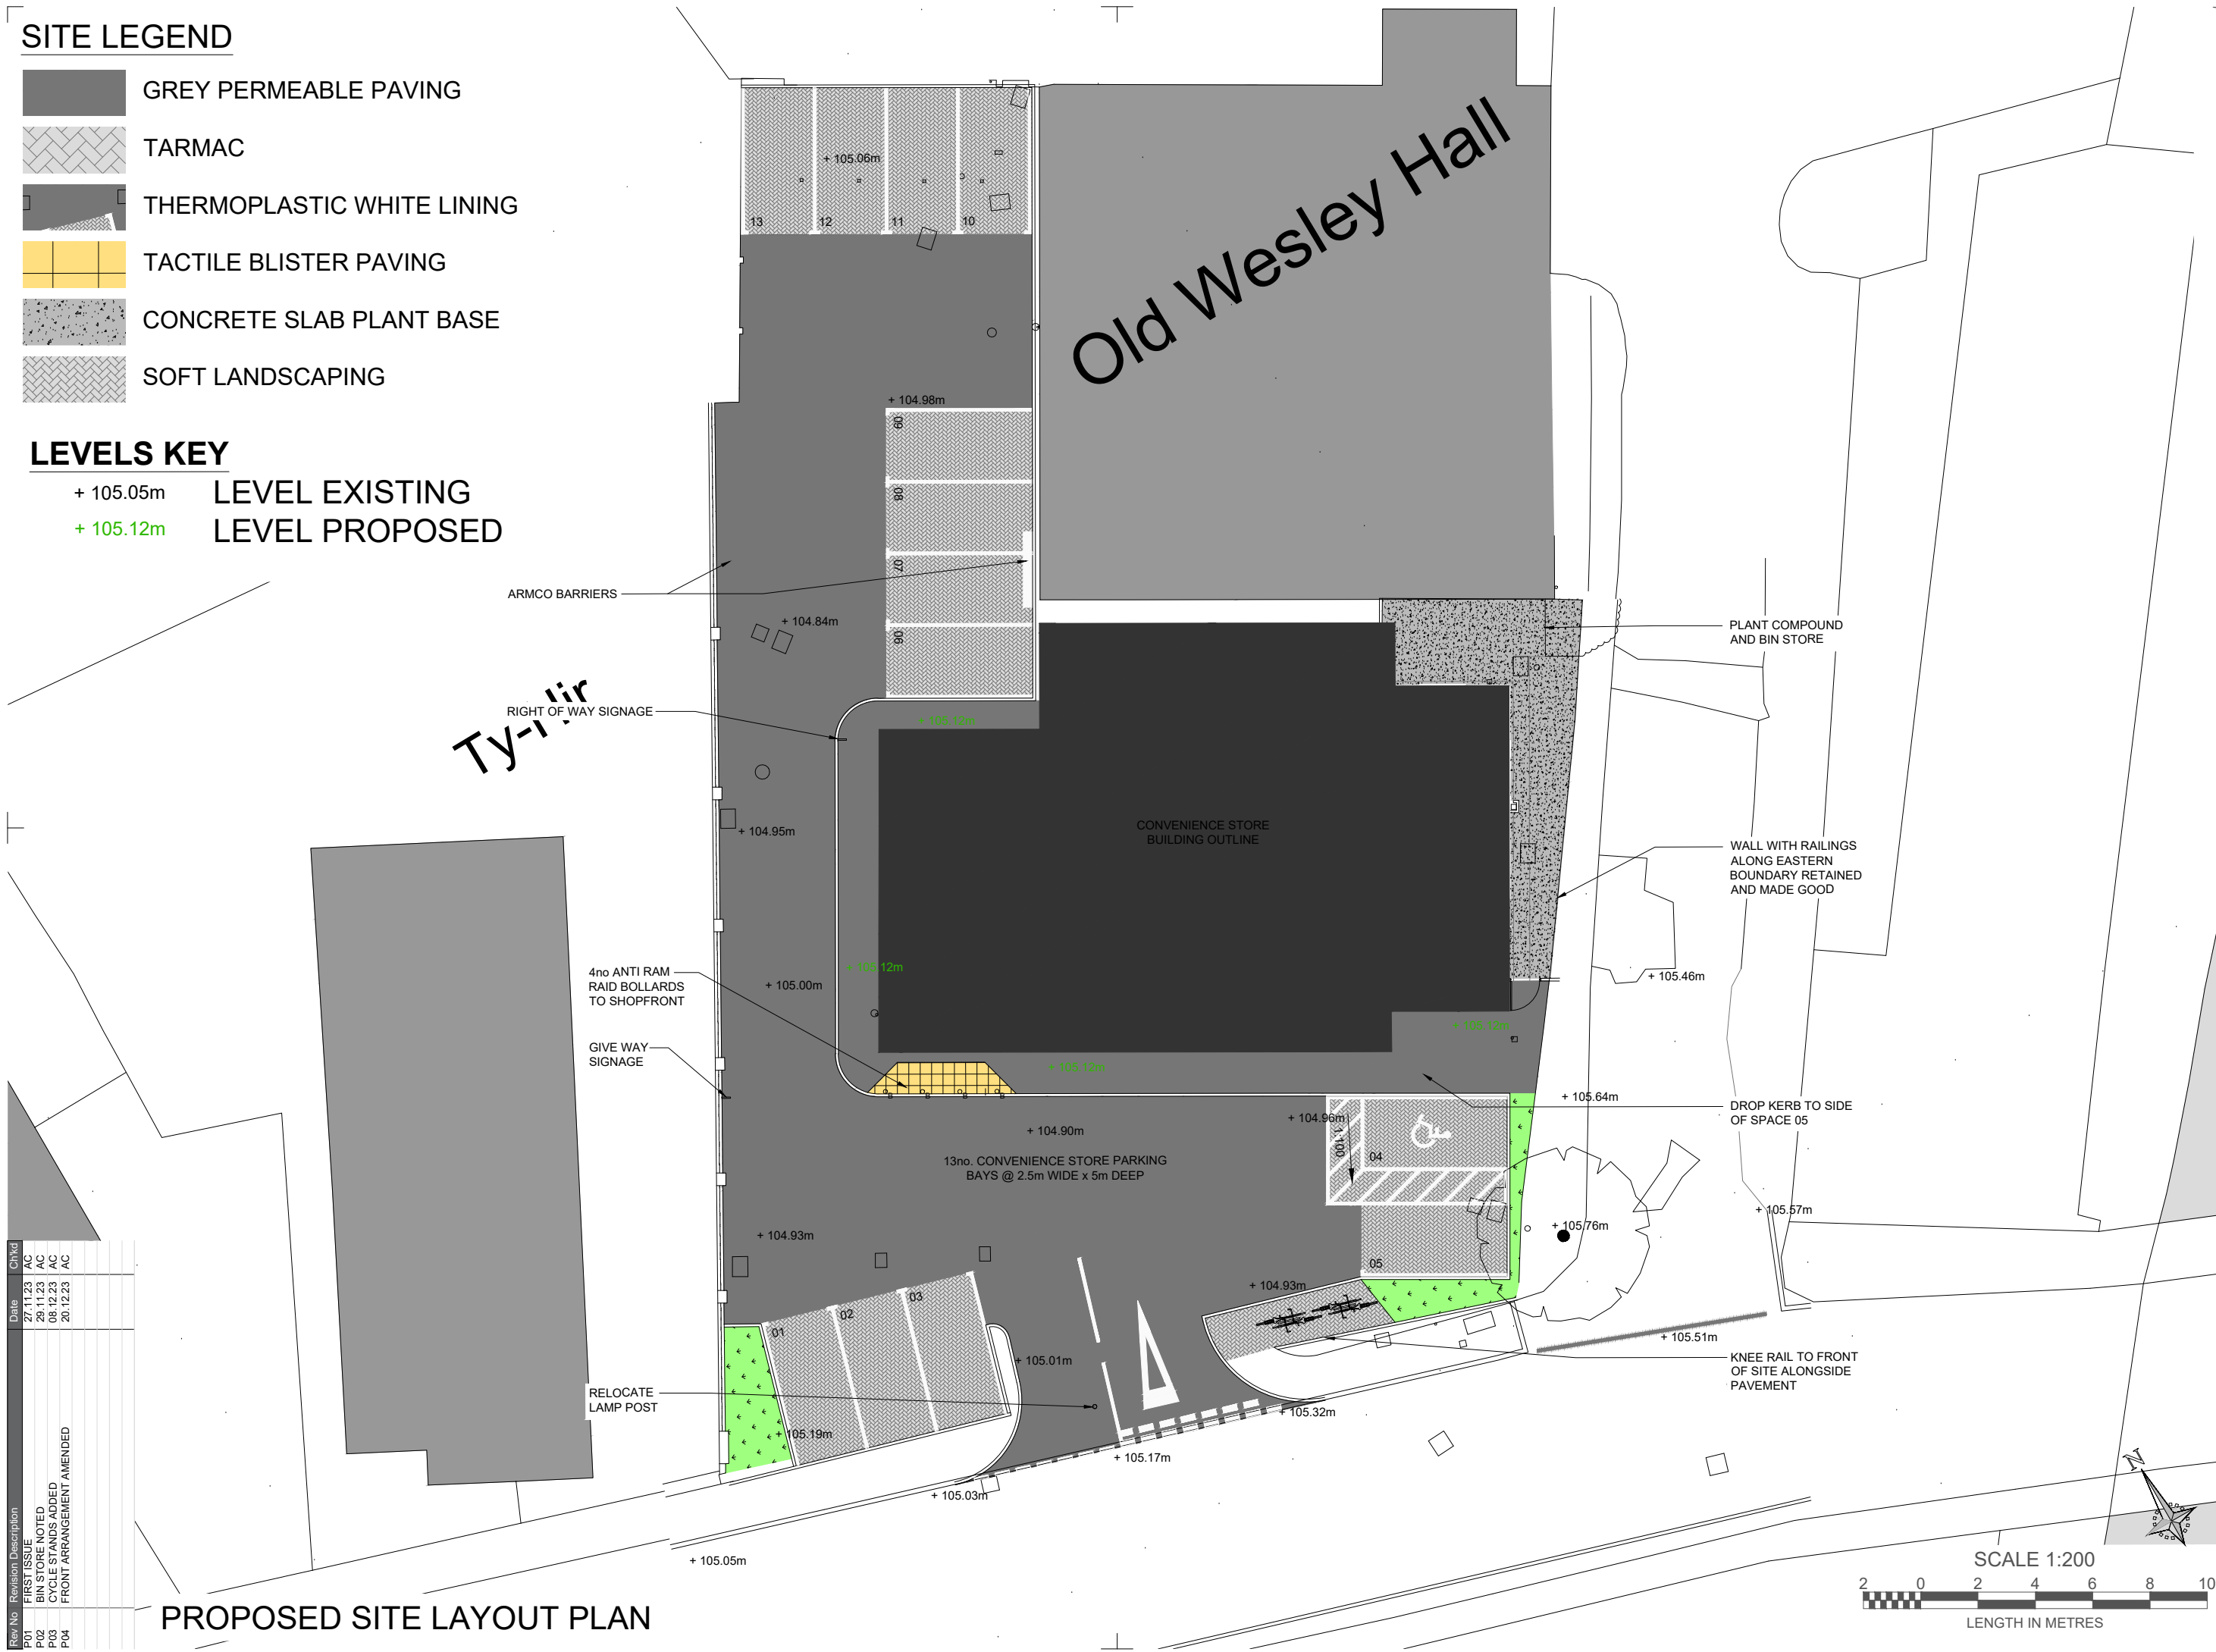 SITE LEGEND
GREY PERMEABLE PAVING
TARMAC
THERMOPLASTIC WHITE LINING
TACTILE BLISTER PAVING
CONCRETE SLAB PLANT BASE
SOFT LANDSCAPING
LEVELS KEY
+ 105.05m LEVEL EXISTING
+ 105.12m LEVEL PROPOSED
+ 105.06m
13
12
11
10
Old Wesley Hall
+ 104.98m
09
08
07
06
ARMCO BARRIERS
+ 104.84m
PLANT COMPOUND
AND BIN STORE
RIGHT OF WAY SIGNAGE
+ 104.95m
CONVENIENCE STORE
BUILDING OUTLINE
WALL WITH RAILINGS
ALONG EASTERN
BOUNDARY RETAINED
AND MADE GOOD
4no ANTI RAM
RAID BOLLARDS
TO SHOPFRONT
+ 105.12m
+ 105.00m
+ 105.46m
GIVE WAY
SIGNAGE
+ 105.12m
+ 105.64m
DROP KERB TO SIDE
OF SPACE 05
+ 104.96m
1:100
+ 104.90m
04
13no. CONVENIENCE STORE PARKING
BAYS @ 2.5m WIDE x 5m DEEP
+ 105.57m
+ 105.76m
+ 104.93m
05
+ 104.93m
01
02
03
+ 105.51m
+ 105.01m
KNEE RAIL TO FRONT
OF SITE ALONGSIDE
PAVEMENT
RELOCATE
LAMP POST
+ 105.32m
+ 105.19m
+ 105.17m
+ 105.03m
+ 105.05m
Rev No Revision Description Date Ch'kd
P01 FIRST ISSUE 27.11.23 AC
P02 BIN STORE NOTED 29.11.23 AC
P03 CYCLE STANDS ADDED 08.12.23 AC
P04 FRONT ARRANGEMENT AMENDED 20.12.23 AC
PROPOSED SITE LAYOUT PLAN
N
SCALE 1:200
2 0 2 4 6 8 10
LENGTH IN METRES